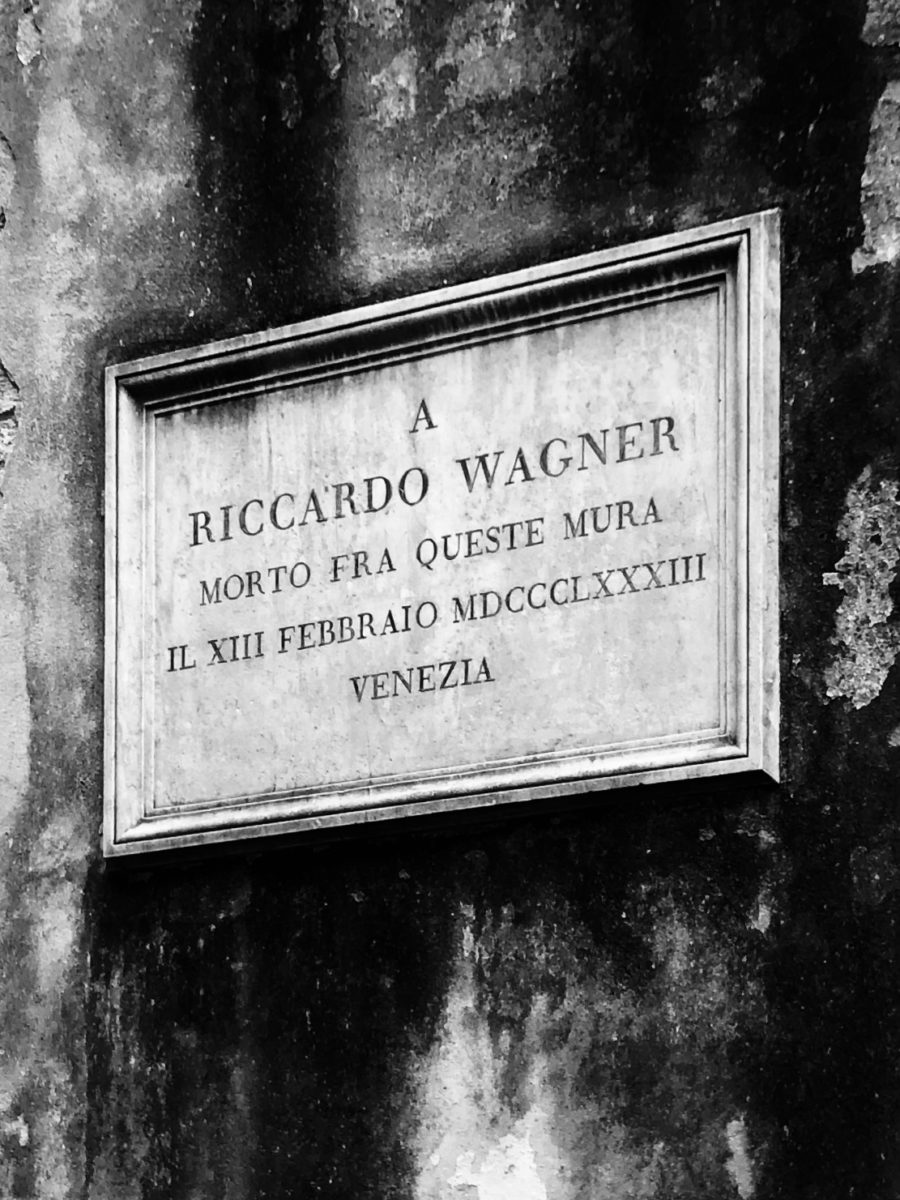 A
RICCARDO WAGNER
MORTO FRA QUESTE MURA
IL XIII FEBBRAIO MDCCCLXXXIII
VENEZIA